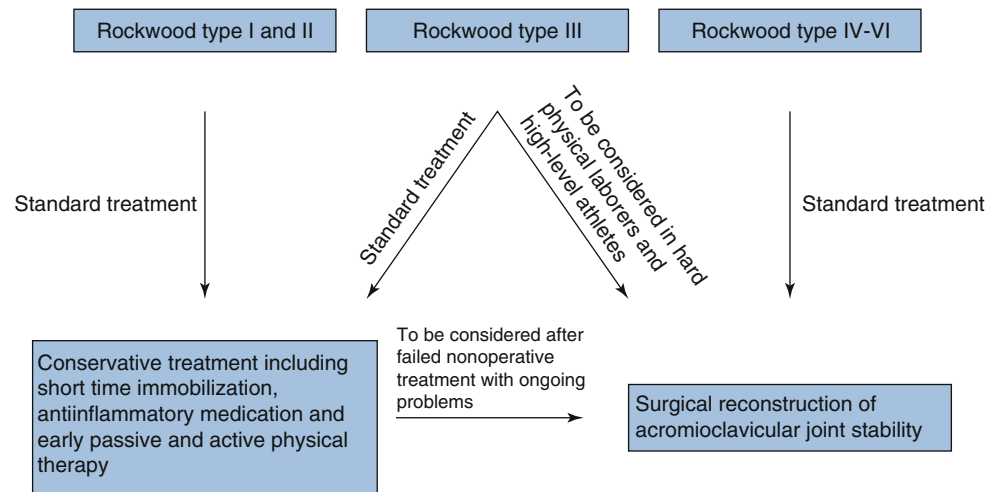 Rockwood type I and II
Rockwood type III
Rockwood type IV-VI
Standard treatment
Standard treatment
To be considered in hard
physical laborers and
high-level athletes
Standard treatment
Conservative treatment including
short time immobilization,
antiinflammatory medication and
early passive and active physical
therapy
To be considered after
failed nonoperative
treatment with ongoing
problems
Surgical reconstruction of
acromioclavicular joint stability